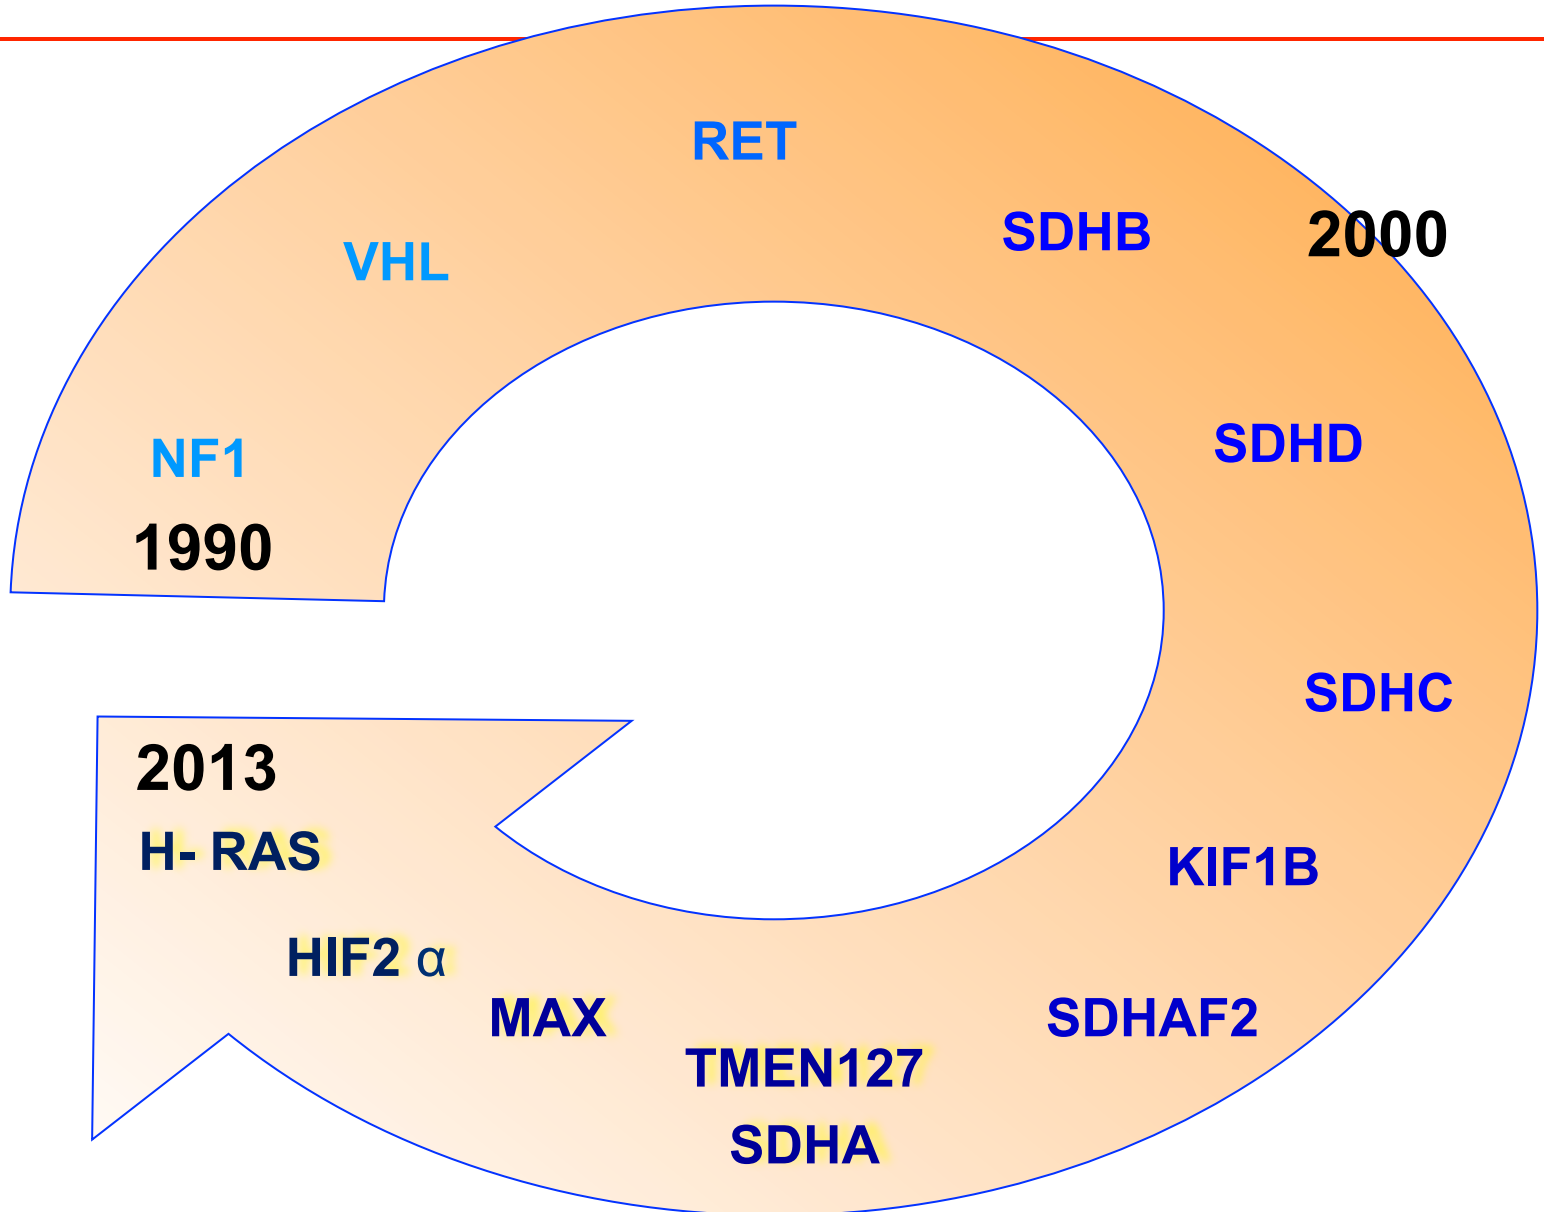 1990
NF1
VHL
RET
SDHB
2000
SDHD
SDHC
KIF1B
SDHAF2
TMEN127
SDHA
MAX
HIF2 α
H- RAS
2013